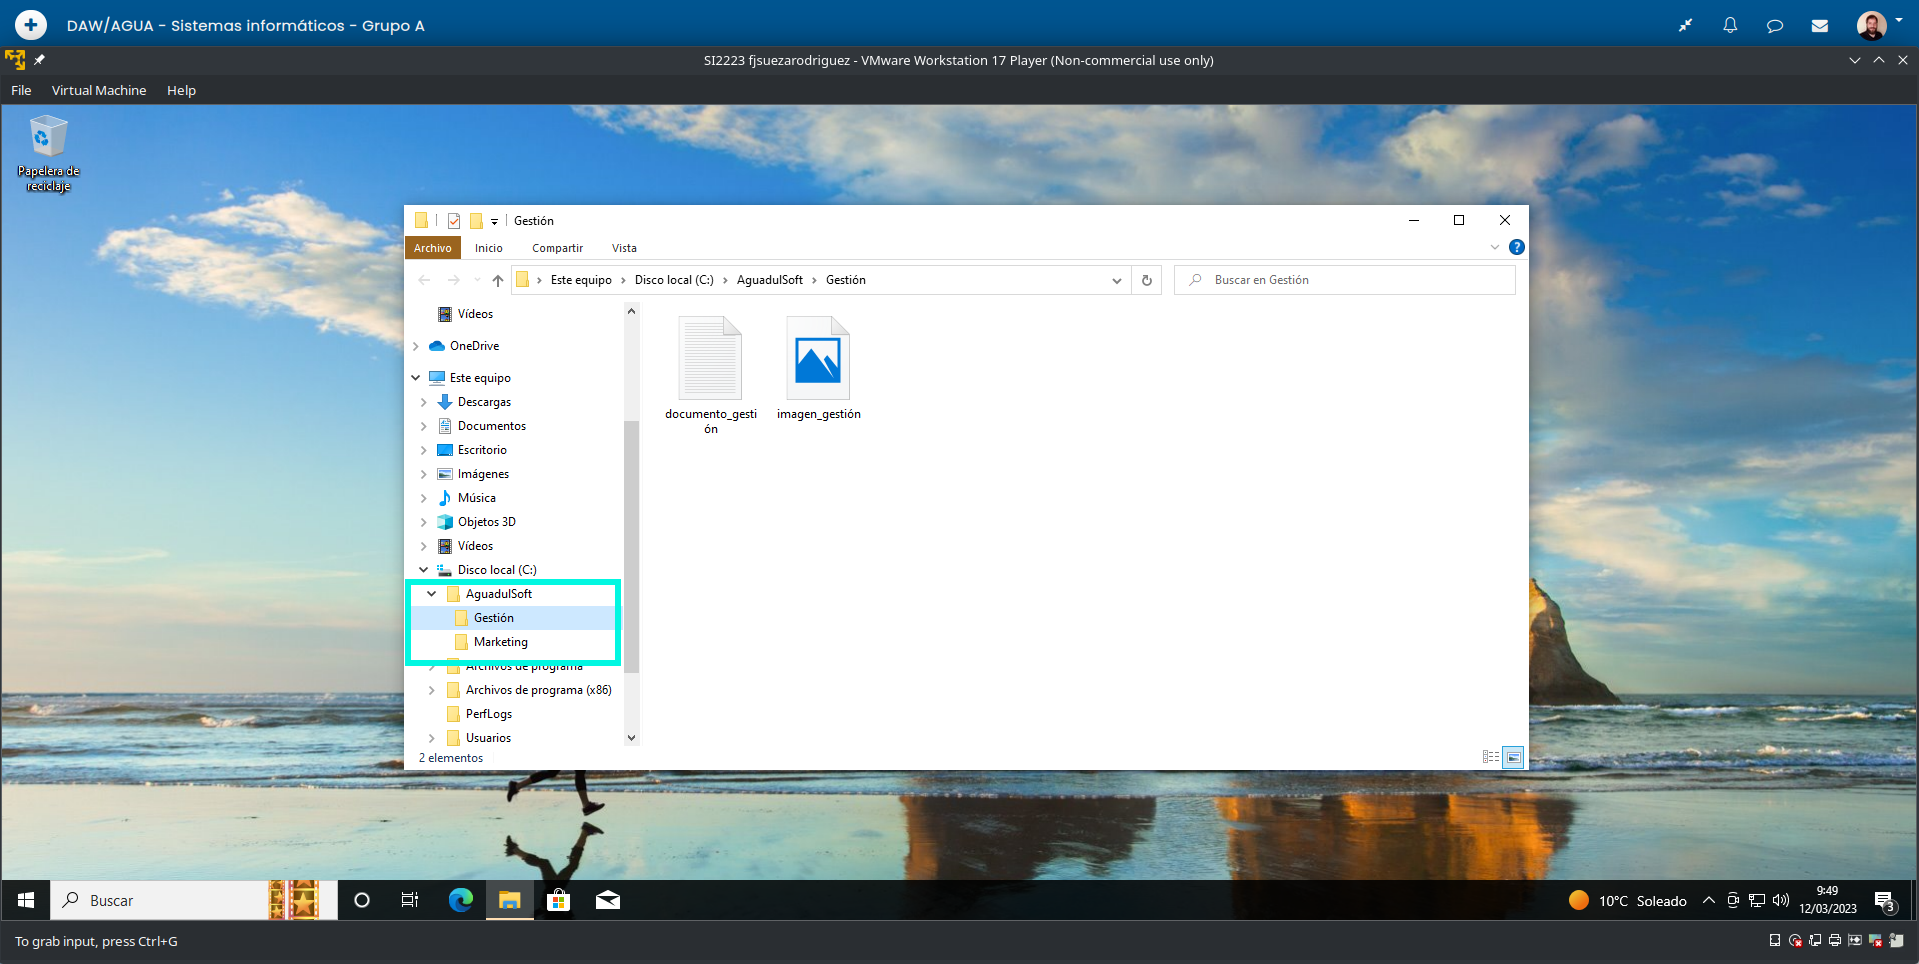 DAW/AGUA - Sistemas informáticos - Grupo A
SI2223 fjsuezarodriguez - VMware Workstation 17 Player (Non-commercial use only)
File Virtual Machine Help
Papelera de
reciclaje
Gestión
Archivo Inicio Compartir Vista
Este equipo > Disco local (C:) > AguadulSoft > Gestión
Buscar en Gestión
Vídeos
OneDrive
Este equipo
Descargas
Documentos
Escritorio
Imágenes
Música
Objetos 3D
Vídeos
Disco local (C:)
AguadulSoft
Gestión
Marketing
Archivos de programa
Archivos de programa (x86)
PerfLogs
Usuarios
documento_gesti
ón
imagen_gestión
2 elementos
Buscar
10°C Soleado
9:49
12/03/2023
3
To grab input, press Ctrl+G